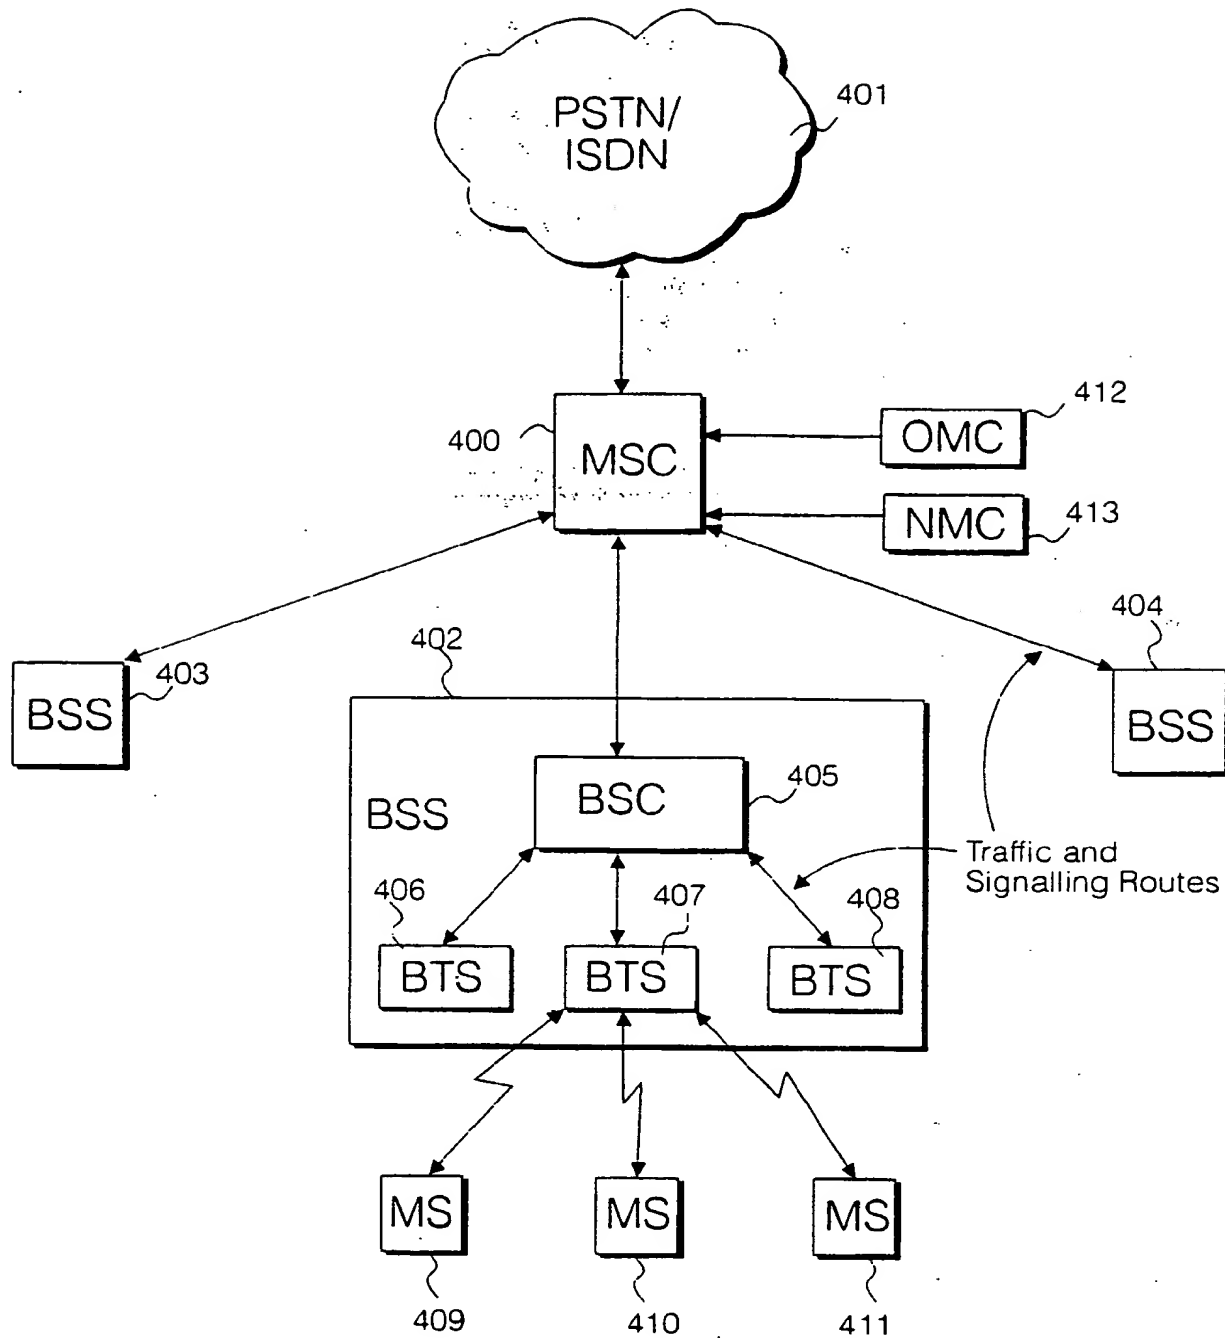 PSTN/
ISDN
401
400
MSC
412
OMC
NMC
413
404
402
403
BSS
BSS
BSC
405
BSS
Traffic and
Signalling Routes
406
407
408
BTS
BTS
BTS
MS
MS
MS
409
410
411